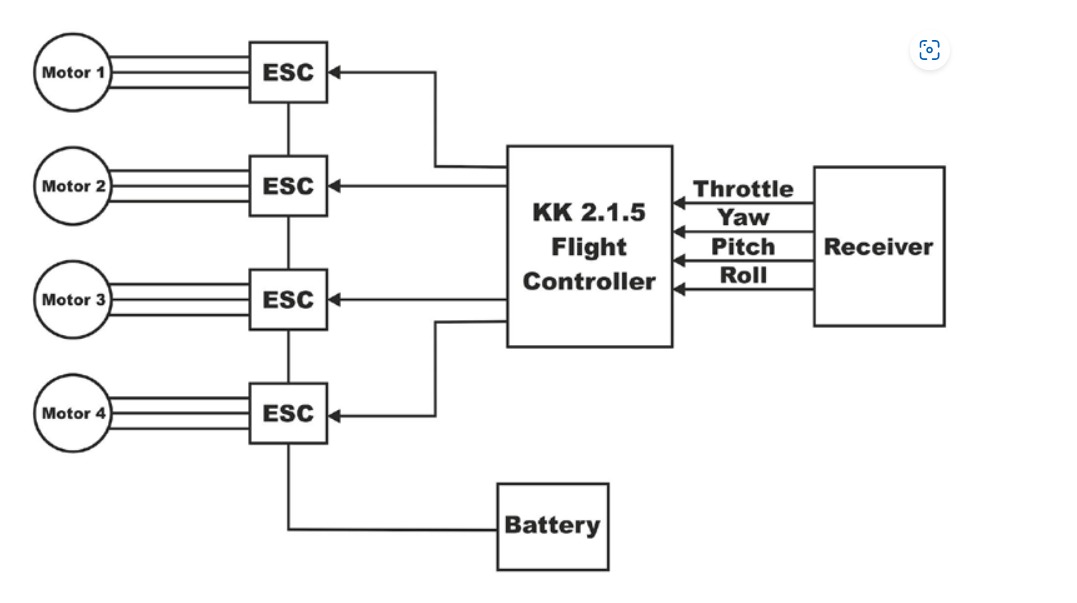 Motor 1
ESC
Motor 2
ESC
Motor 3
ESC
Motor 4
ESC
KK 2.1.5
Flight
Controller
Throttle
Yaw
Pitch
Roll
Receiver
Battery